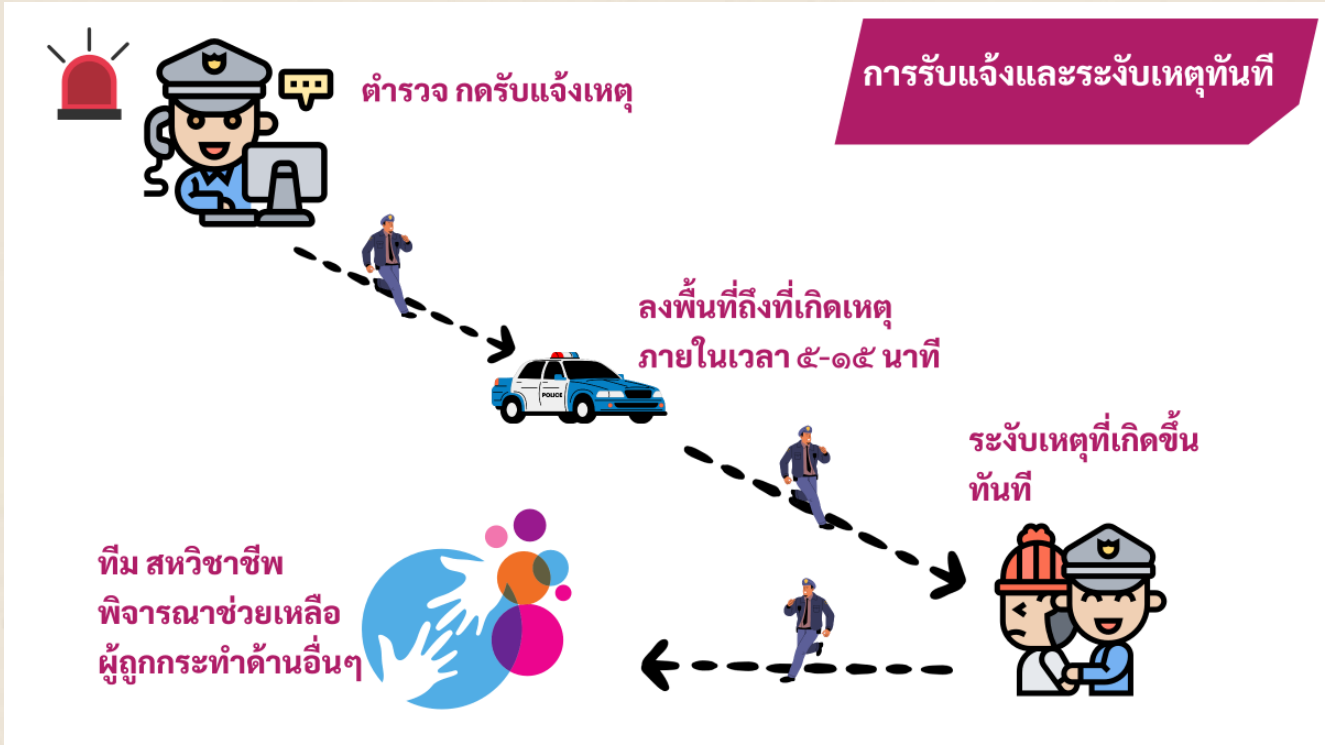 การรับแจ้งและระงับเหตุทันที
ตำรวจ กดรับแจ้งเหตุ
ลงพื้นที่ถึงที่เกิดเหตุ
ภายในเวลา ๕-๑๕ นาที
POLICE
ระงับเหตุที่เกิดขึ้น
ทันที
ทีม สหวิชาชีพ
พิจารณาช่วยเหลือ
ผู้ถูกกระทำด้านอื่นๆ